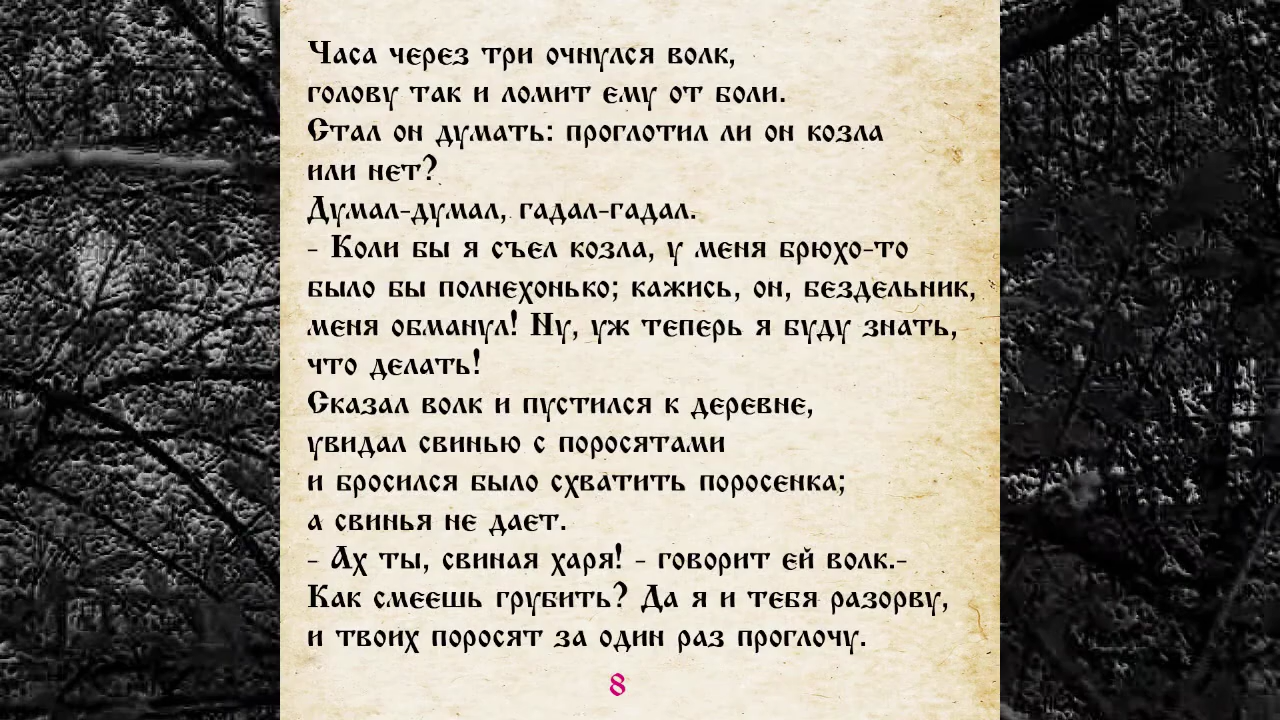 Часа через три очнулся волк,
голову так и ломит ему от боли.
Стал он думать: проглотил ли он козла
или нет?
Думал-думал, гадал-гадал.
- Коли бы я съел козла, у меня брюхо-то
было бы полнехонько; кажись, он, бездельник,
меня обманул! Ну, уж теперь я буду знать,
что делать!
Сказал волк и пустился к деревне,
увидал свинью с поросятами
и бросился было схватить поросенка;
а свинья не дает.
- Ах ты, свиная харя! - говорит ей волк.-
Как смеешь грубить? Да я и тебя разорву,
и твоих поросят за один раз проглочу.
8